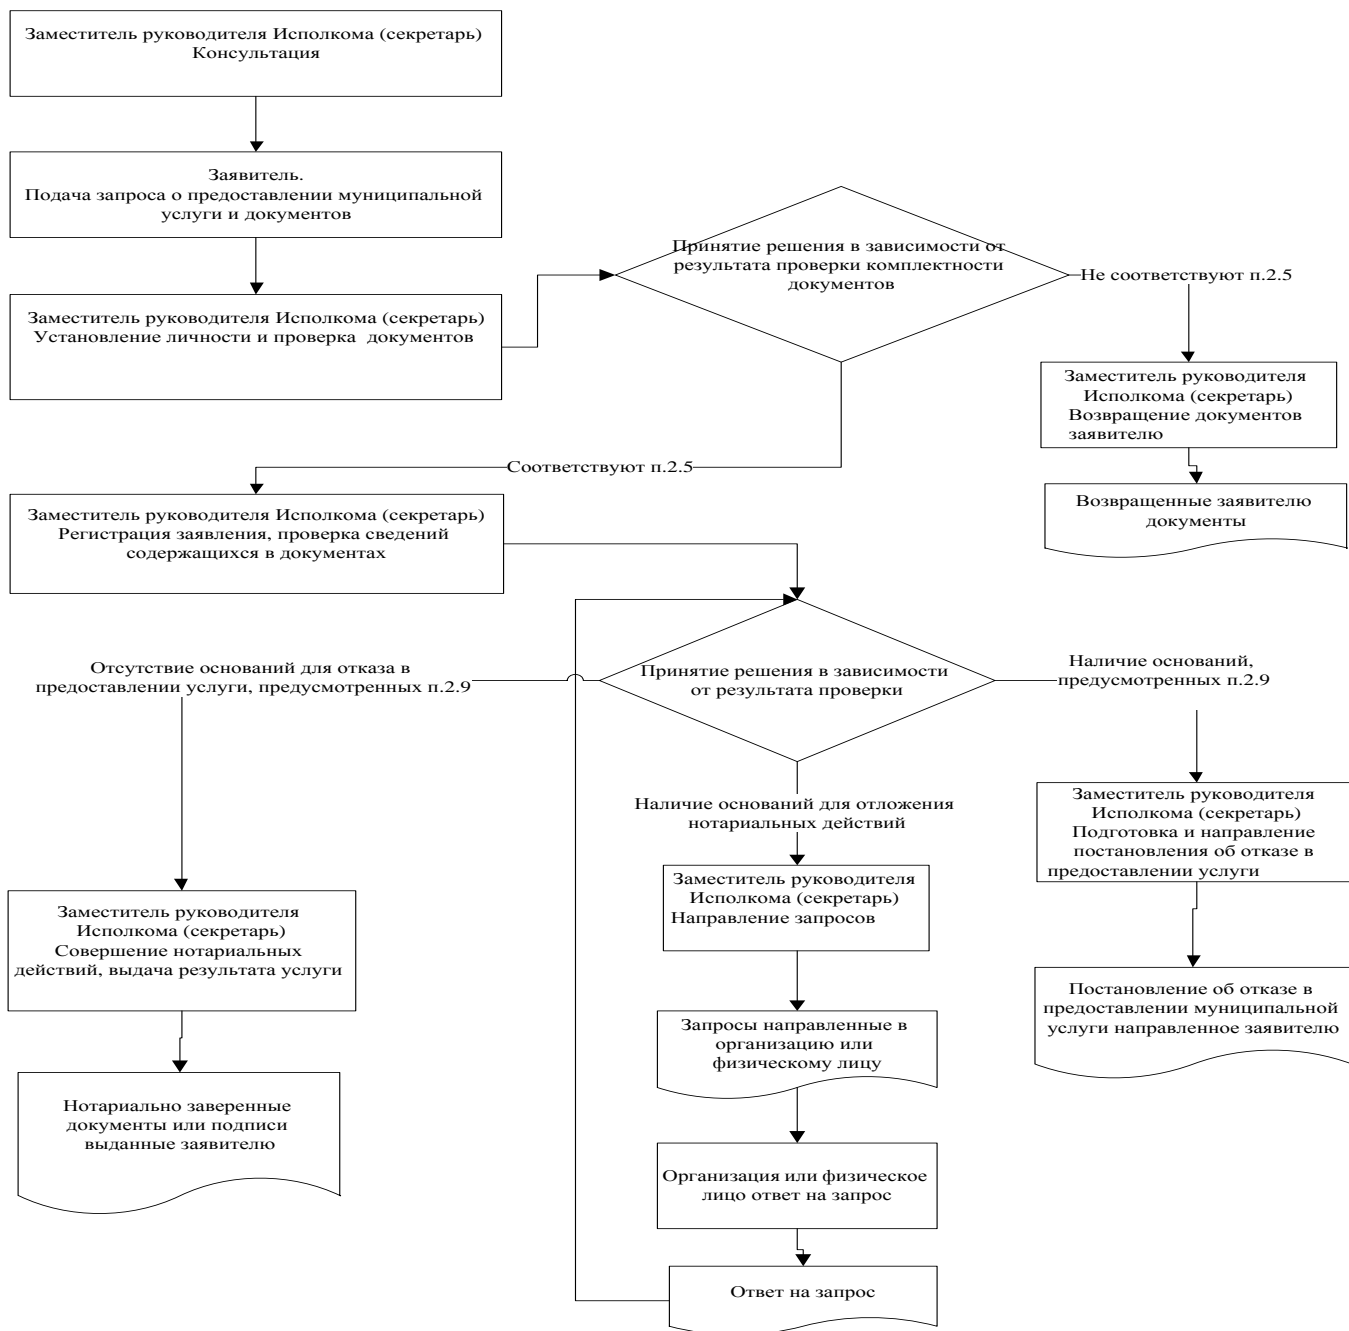 Заместитель руководителя Исполкома (секретарь)
Консультация
Заявитель.
Подача запроса о предоставлении муниципальной
услуги и документов
Заместитель руководителя Исполкома (секретарь)
Установление личности и проверка документов
Принятие решения в зависимости от
результата проверки комплектности
документов
Не соответствуют п.2.5
Заместитель руководителя
Исполкома (секретарь)
Возвращение документов
заявителю
Возвращенные заявителю
документы
Соответствуют п.2.5
Заместитель руководителя Исполкома (секретарь)
Регистрация заявления, проверка сведений
содержащихся в документах
Принятие решения в зависимости
от результата проверки
Отсутствие оснований для отказа в
предоставлении услуги, предусмотренных п.2.9
Наличие оснований,
предусмотренных п.2.9
Наличие оснований для отложения
нотариальных действий
Заместитель руководителя
Исполкома (секретарь)
Совершение нотариальных
действий, выдача результата услуги
Нотариально заверенные
документы или подписи
выданные заявителю
Заместитель руководителя
Исполкома (секретарь)
Направление запросов
Запросы направленные в
организацию или
физическому лицу
Организация или физическое
лицо ответ на запрос
Ответ на запрос
Заместитель руководителя
Исполкома (секретарь)
Подготовка и направление
постановления об отказе в
предоставлении услуги
Постановление об отказе в
предоставлении муниципальной
услуги направленное заявителю